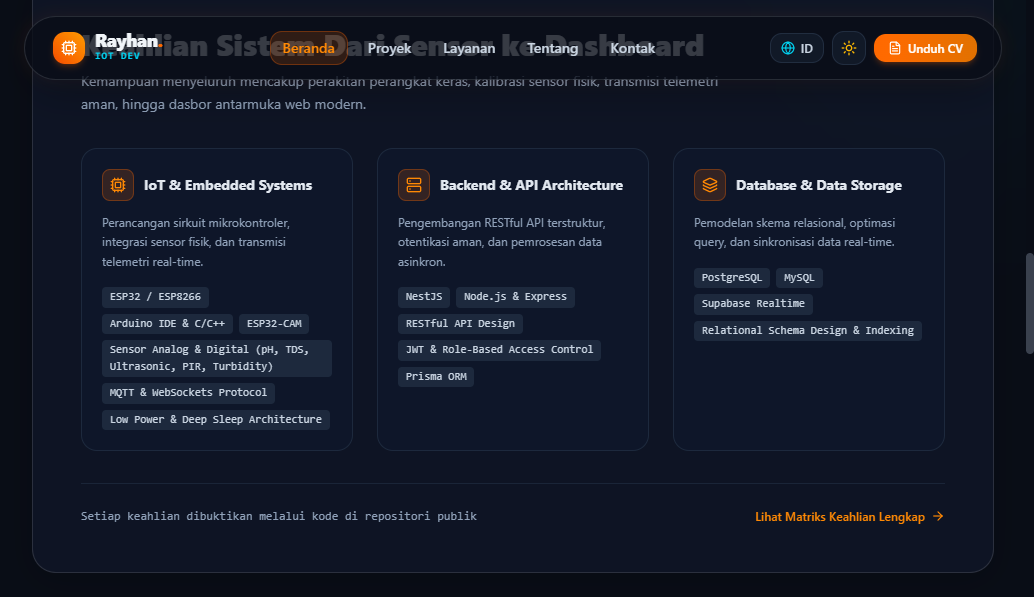 Rayhan.
IOT DEV
Beranda
Proyek
Layanan
Tentang
Kontak
ID
Unduh CV
Keahlian Sistem Dari Sensor ke Dashboard
Kemampuan menyeluruh mencakup perakitan perangkat keras, kalibrasi sensor fisik, transmisi telemetri
aman, hingga dasbor antarmuka web modern.
IoT & Embedded Systems
Perancangan sirkuit mikrokontroler,
integrasi sensor fisik, dan transmisi
telemetri real-time.
ESP32 / ESP8266
Arduino IDE & C/C++
ESP32-CAM
Sensor Analog & Digital (pH, TDS,
Ultrasonic, PIR, Turbidity)
MQTT & WebSockets Protocol
Low Power & Deep Sleep Architecture
Backend & API Architecture
Pengembangan RESTful API terstruktur,
otentikasi aman, dan pemrosesan data
asinkron.
NestJS
Node.js & Express
RESTful API Design
JWT & Role-Based Access Control
Prisma ORM
Database & Data Storage
Pemodelan skema relasional, optimasi
query, dan sinkronisasi data real-time.
PostgreSQL
MySQL
Supabase Realtime
Relational Schema Design & Indexing
Setiap keahlian dibuktikan melalui kode di repositori publik
Lihat Matriks Keahlian Lengkap →